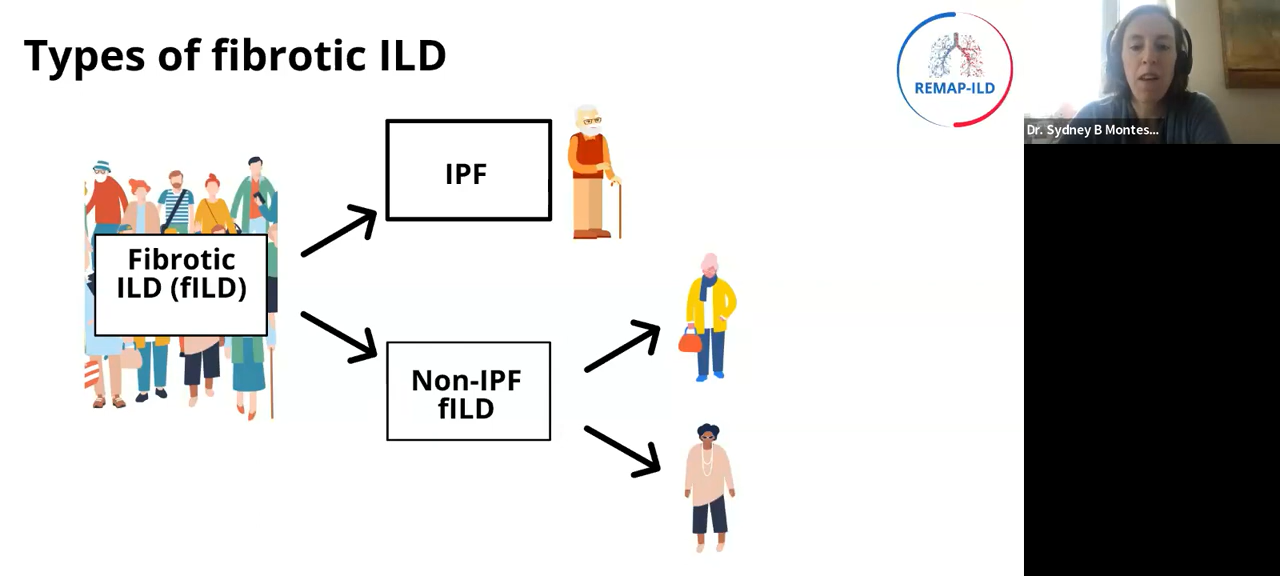 Types of fibrotic ILD
REMAP-ILD
Dr. Sydney B Montes...
IPF
Fibrotic
ILD (fILD)
Non-IPF
fILD